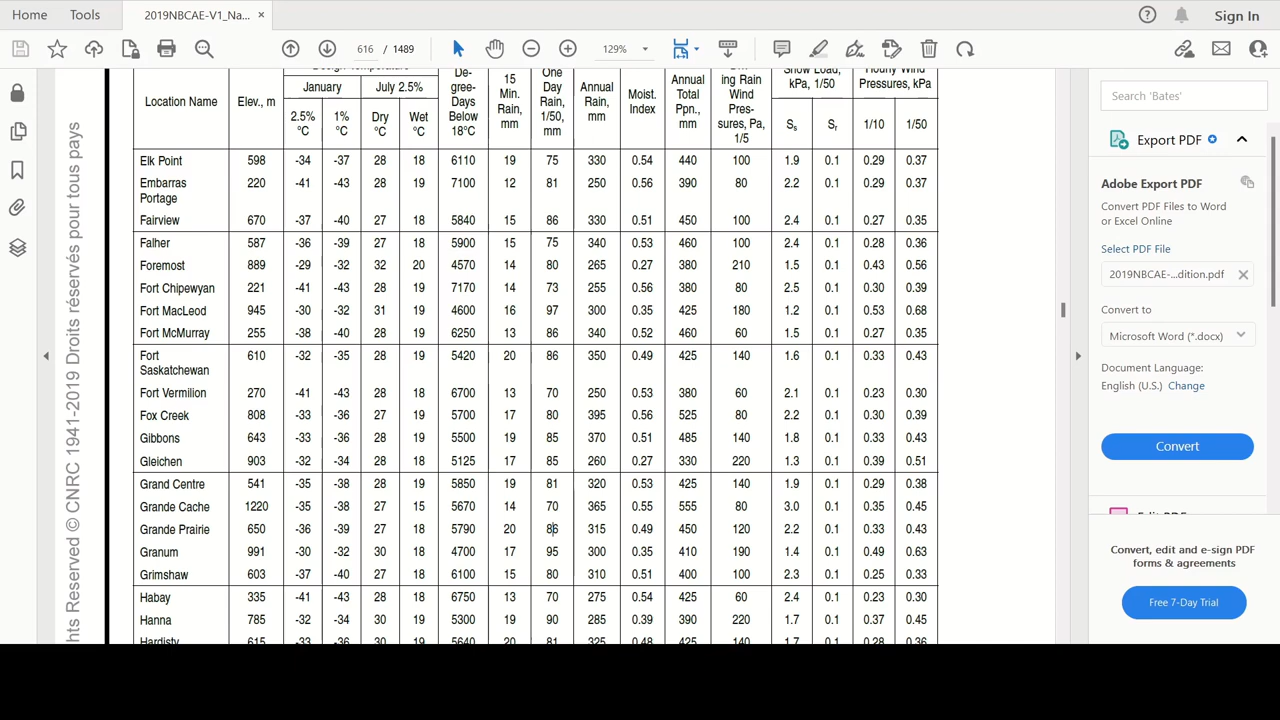 Home Tools 2019NBCAE-V1_Na... × Sign In
616 / 1489 129%
hts Reserved © CNRC 1941-2019 Droits réservés pour tous pays
Location Name
Elev., m
January
2.5% °C
1% °C
July 2.5%
Dry °C
Wet °C
De-
gree-
Days
Below
18°C
15
Min.
Rain,
mm
One
Day
Rain,
1/50,
mm
Annual
Rain,
mm
Moist.
Index
Annual
Total
Ppn.,
mm
ing Rain
Wind
Pres-
sures, Pa,
1/5
Snow Load,
kPa, 1/50
Ss Sr
Hourly Wind
Pressures, kPa
1/10 1/50
Elk Point 598 -34 -37 28 18 6110 19 75 330 0.54 440 100 1.9 0.1 0.29 0.37
Embarras 220 -41 -43 28 19 7100 12 81 250 0.56 390 80 2.2 0.1 0.29 0.37
Portage
Fairview 670 -37 -40 27 18 5840 15 86 330 0.51 450 100 2.4 0.1 0.27 0.35
Falher 587 -36 -39 27 18 5900 15 75 340 0.53 460 100 2.4 0.1 0.28 0.36
Foremost 889 -29 -32 32 20 4570 14 80 265 0.27 380 210 1.5 0.1 0.43 0.56
Fort Chipewyan 221 -41 -43 28 19 7170 14 73 255 0.56 380 80 2.5 0.1 0.30 0.39
Fort MacLeod 945 -30 -32 31 19 4600 16 97 300 0.35 425 180 1.2 0.1 0.53 0.68
Fort McMurray 255 -38 -40 28 19 6250 13 86 340 0.52 460 60 1.5 0.1 0.27 0.35
Fort 610 -32 -35 28 19 5420 20 86 350 0.49 425 140 1.6 0.1 0.33 0.43
Saskatchewan
Fort Vermilion 270 -41 -43 28 18 6700 13 70 250 0.53 380 60 2.1 0.1 0.23 0.30
Fox Creek 808 -33 -36 27 19 5700 17 80 395 0.56 525 80 2.2 0.1 0.30 0.39
Gibbons 643 -33 -36 28 19 5500 19 85 370 0.51 485 140 1.8 0.1 0.33 0.43
Gleichen 903 -32 -34 28 18 5125 17 85 260 0.27 330 220 1.3 0.1 0.39 0.51
Grand Centre 541 -35 -38 28 19 5850 19 81 320 0.53 425 140 1.9 0.1 0.29 0.38
Grande Cache 1220 -35 -38 27 15 5670 14 70 365 0.55 555 80 3.0 0.1 0.35 0.45
Grande Prairie 650 -36 -39 27 18 5790 20 86 315 0.49 450 120 2.2 0.1 0.33 0.43
Granum 991 -30 -32 30 18 4700 17 95 300 0.35 410 190 1.4 0.1 0.49 0.63
Grimshaw 603 -37 -40 27 18 6100 15 80 310 0.51 400 100 2.3 0.1 0.25 0.33
Habay 335 -41 -43 28 18 6750 13 70 275 0.54 425 60 2.4 0.1 0.23 0.30
Hanna 785 -32 -34 30 19 5300 19 90 285 0.39 390 220 1.7 0.1 0.37 0.45
Hardisty 615 -33 -36 30 19 5640 20 81 325 0.48 425 140 1.7 0.1 0.28 0.36
Search 'Bates'
Export PDF
Adobe Export PDF
Convert PDF Files to Word
or Excel Online
Select PDF File
2019NBCAE-...dition.pdf
Convert to
Microsoft Word (*.docx)
Document Language:
English (U.S.) Change
Convert
Convert, edit and e-sign PDF
forms & agreements
Free 7-Day Trial